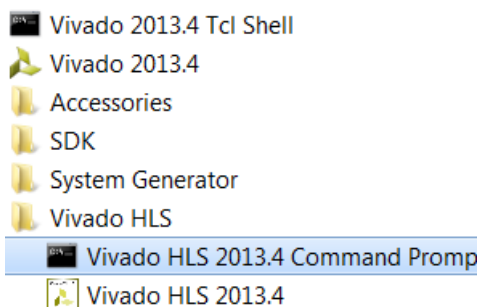 Vivado 2013.4 Tcl Shell
Vivado 2013.4
Accessories
SDK
System Generator
Vivado HLS
Vivado HLS 2013.4 Command Promp
Vivado HLS 2013.4